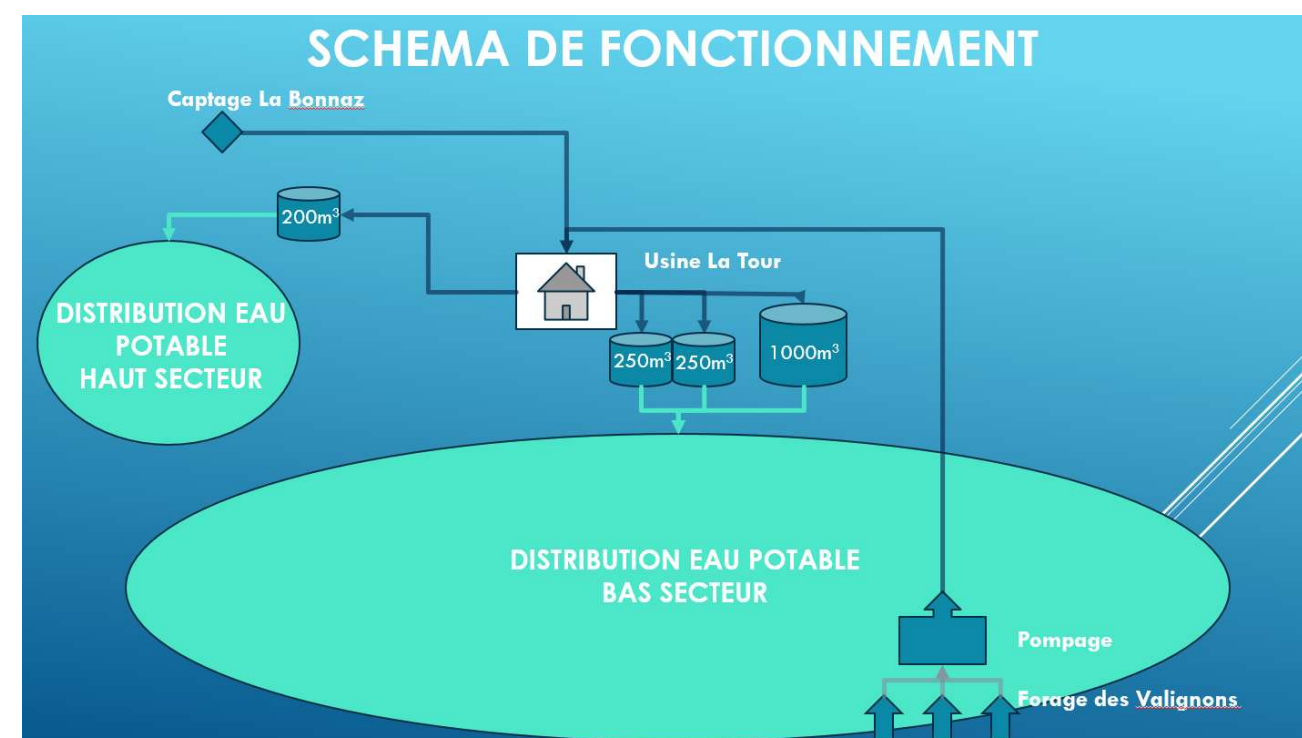 SCHEMA DE FONCTIONNEMENT
Captage La Bonnaz
200m³
Usine La Tour
DISTRIBUTION EAU
POTABLE
HAUT SECTEUR
250m³
250m³
1000m³
DISTRIBUTION EAU POTABLE
BAS SECTEUR
Pompage
Forage des Valignons